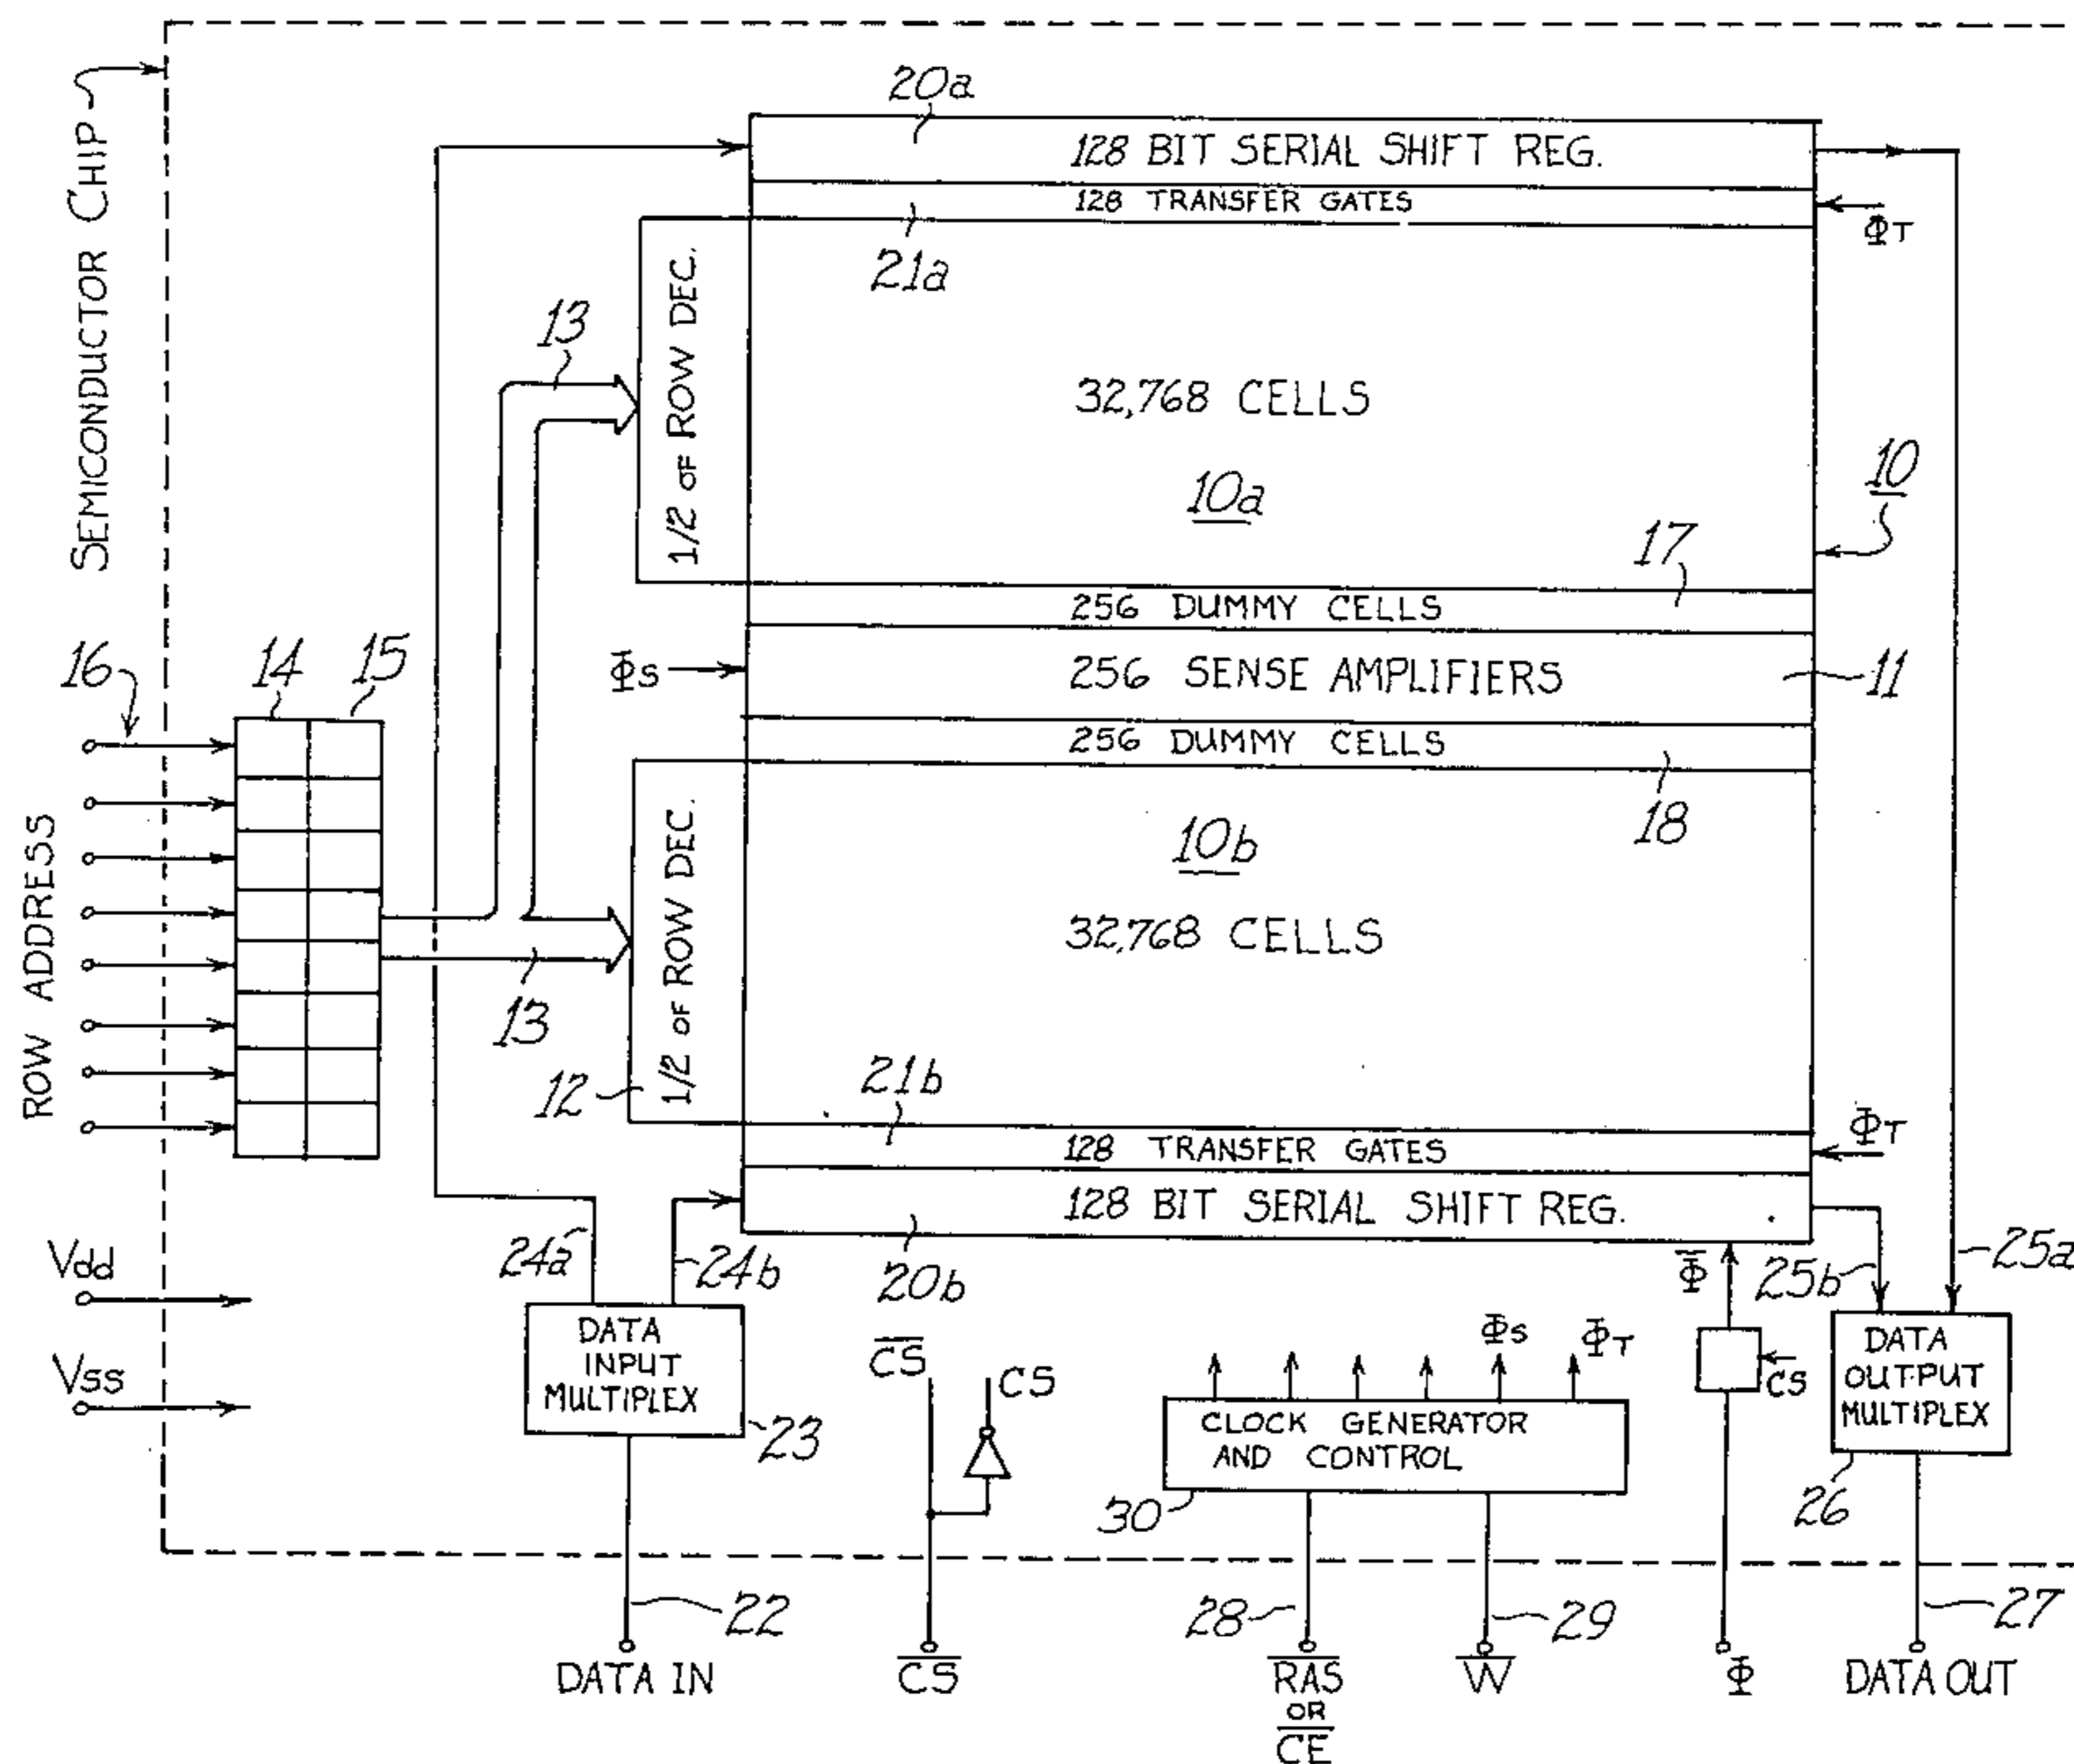 SEMICONDUCTOR CHIP
20a
128 BIT SERIAL SHIFT REG.
128 TRANSFER GATES
ΦT
21a
1/2 OF ROW DEC.
13
32,768 CELLS
10a
10
17
256 DUMMY CELLS
16
14
15
ΦS
256 SENSE AMPLIFIERS
11
256 DUMMY CELLS
18
ROW ADDRESS
1/2 OF ROW DEC.
10b
32,768 CELLS
13
12
21b
128 TRANSFER GATES
ΦT
128 BIT SERIAL SHIFT REG.
24a
24b
20b
Φ
25b
25a
Vdd
Vss
DATA
INPUT
MULTIPLEX
23
C̅S̅
CS
ΦS
ΦT
CS
CLOCK GENERATOR
AND CONTROL
30
DATA
OUTPUT
MULTIPLEX
26
22
28
29
27
DATA IN
C̅S̅
R̅A̅S̅
OR
C̅E̅
W̅
Φ
DATA OUT